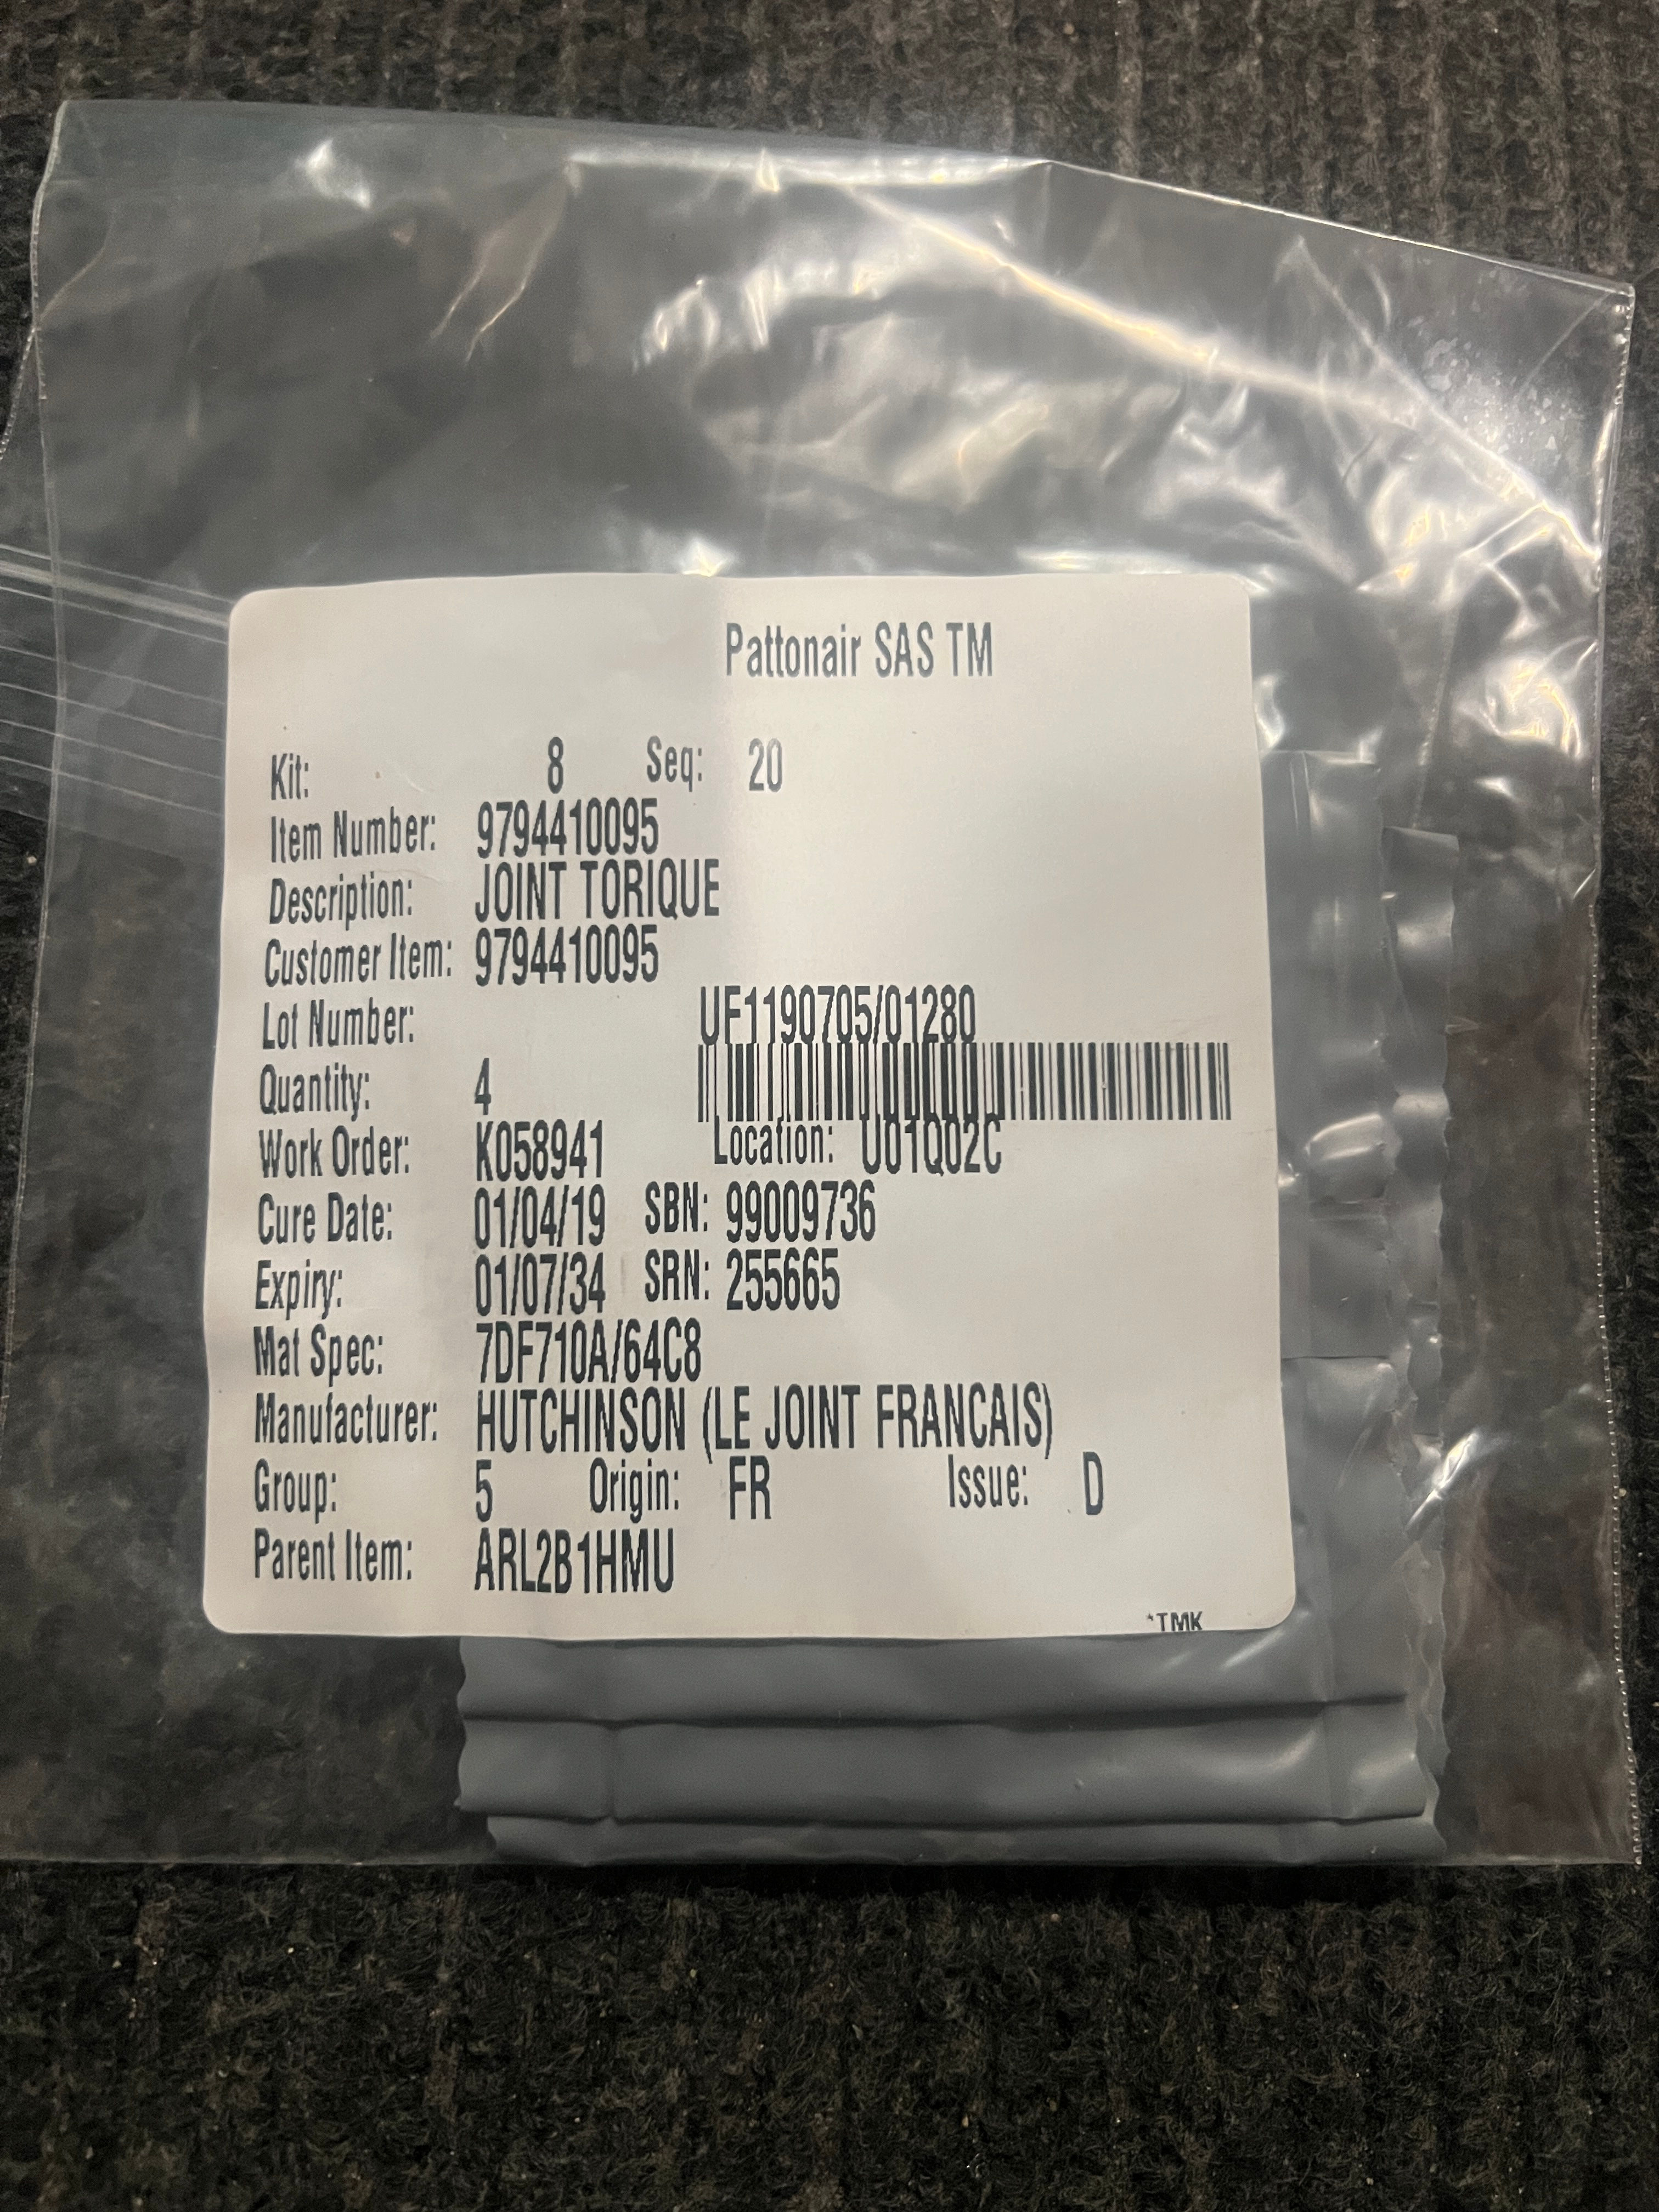 Pattonair SAS TM
Kit: 8 Seq: 20
Item Number: 9794410095
Description: JOINT TORIQUE
Customer Item: 9794410095
Lot Number: UF1190705/01280
Quantity: 4
Work Order: K058941 Location: U01Q02C
Cure Date: 01/04/19 SBN: 99009736
Expiry: 01/07/34 SRN: 255665
Mat Spec: 7DF710A/64C8
Manufacturer: HUTCHINSON (LE JOINT FRANCAIS)
Group: 5 Origin: FR Issue: D
Parent Item: ARL2B1HMU
*TMK